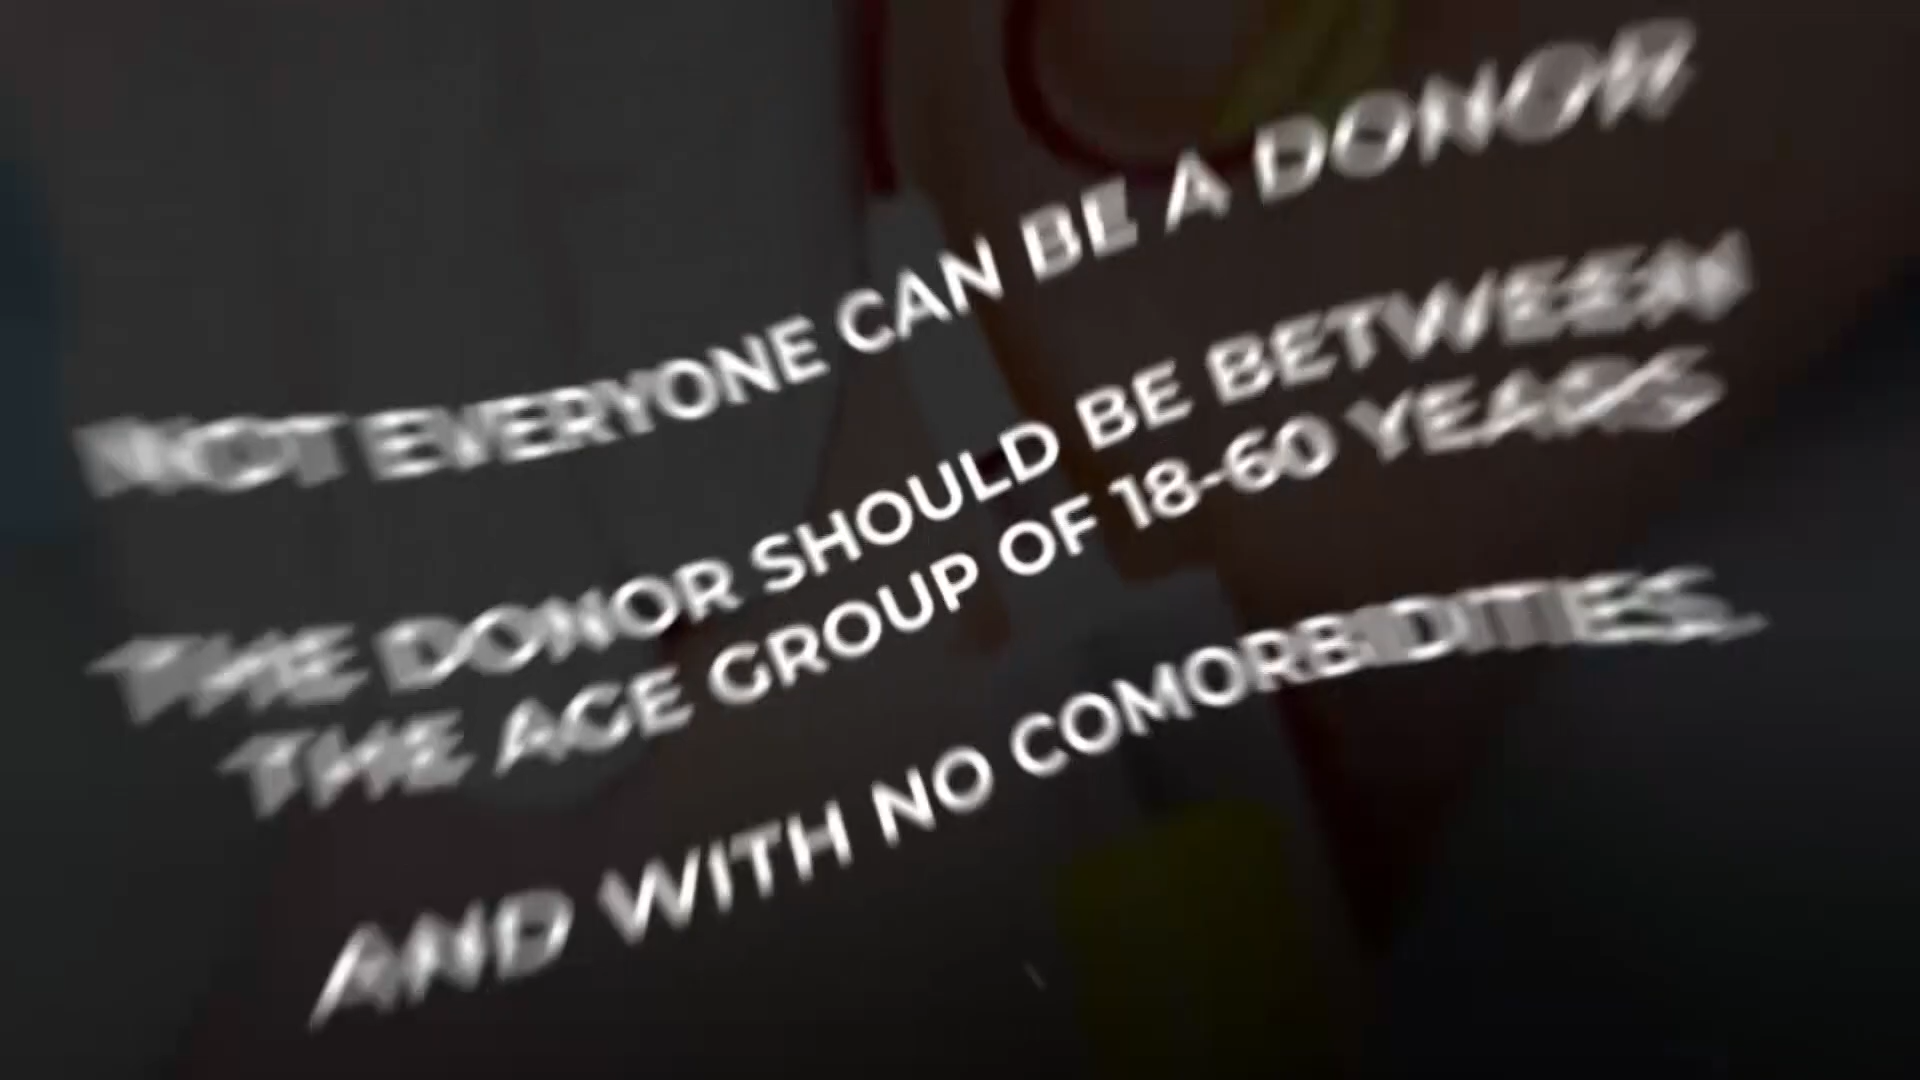 NOT EVERYONE CAN BE A DONOR
THE DONOR SHOULD BE BETWEEN
THE AGE GROUP OF 18-60 YEARS
AND WITH NO COMORBIDITIES.